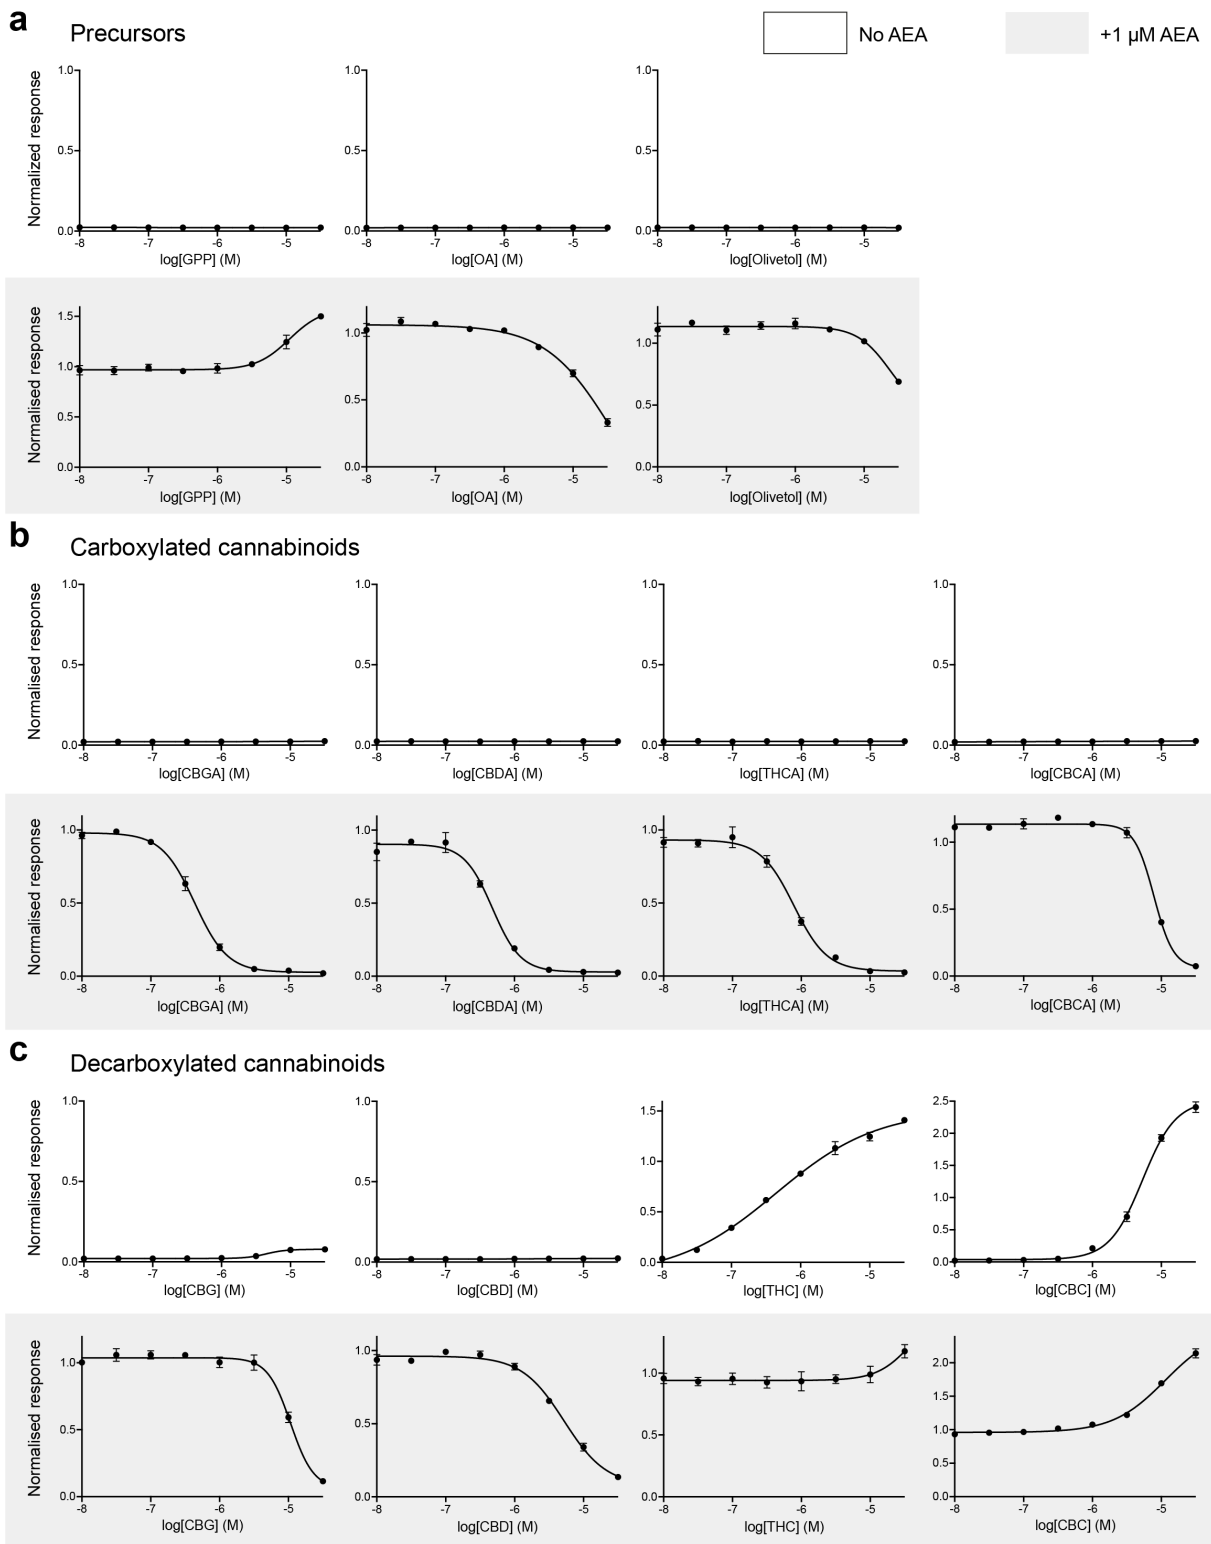 a Precursors No AEA +1 µM AEA
Normalized response
1.0 0.5 0.0 -8 -7 -6 -5 log[GPP] (M)
1.0 0.5 0.0 -8 -7 -6 -5 log[OA] (M)
1.0 0.5 0.0 -8 -7 -6 -5 log[Olivetol] (M)
Normalised response
1.5 1.0 0.5 0.0 -8 -7 -6 -5 log[GPP] (M)
1.0 0.5 0.0 -8 -7 -6 -5 log[OA] (M)
1.0 0.5 0.0 -8 -7 -6 -5 log[Olivetol] (M)
b Carboxylated cannabinoids
Normalised response
1.0 0.5 0.0 -8 -7 -6 -5 log[CBGA] (M)
1.0 0.5 0.0 -8 -7 -6 -5 log[CBDA] (M)
1.0 0.5 0.0 -8 -7 -6 -5 log[THCA] (M)
1.0 0.5 0.0 -8 -7 -6 -5 log[CBCA] (M)
Normalised response
1.0 0.5 0.0 -8 -7 -6 -5 log[CBGA] (M)
1.0 0.5 0.0 -8 -7 -6 -5 log[CBDA] (M)
1.0 0.5 0.0 -8 -7 -6 -5 log[THCA] (M)
1.0 0.5 0.0 -8 -7 -6 -5 log[CBCA] (M)
c Decarboxylated cannabinoids
Normalised response
1.0 0.5 0.0 -8 -7 -6 -5 log[CBG] (M)
1.0 0.5 0.0 -8 -7 -6 -5 log[CBD] (M)
1.5 1.0 0.5 0.0 -8 -7 -6 -5 log[THC] (M)
2.5 2.0 1.5 1.0 0.5 0.0 -8 -7 -6 -5 log[CBC] (M)
Normalised response
1.0 0.5 0.0 -8 -7 -6 -5 log[CBG] (M)
1.0 0.5 0.0 -8 -7 -6 -5 log[CBD] (M)
1.0 0.5 0.0 -8 -7 -6 -5 log[THC] (M)
2.0 1.5 1.0 0.5 0.0 -8 -7 -6 -5 log[CBC] (M)